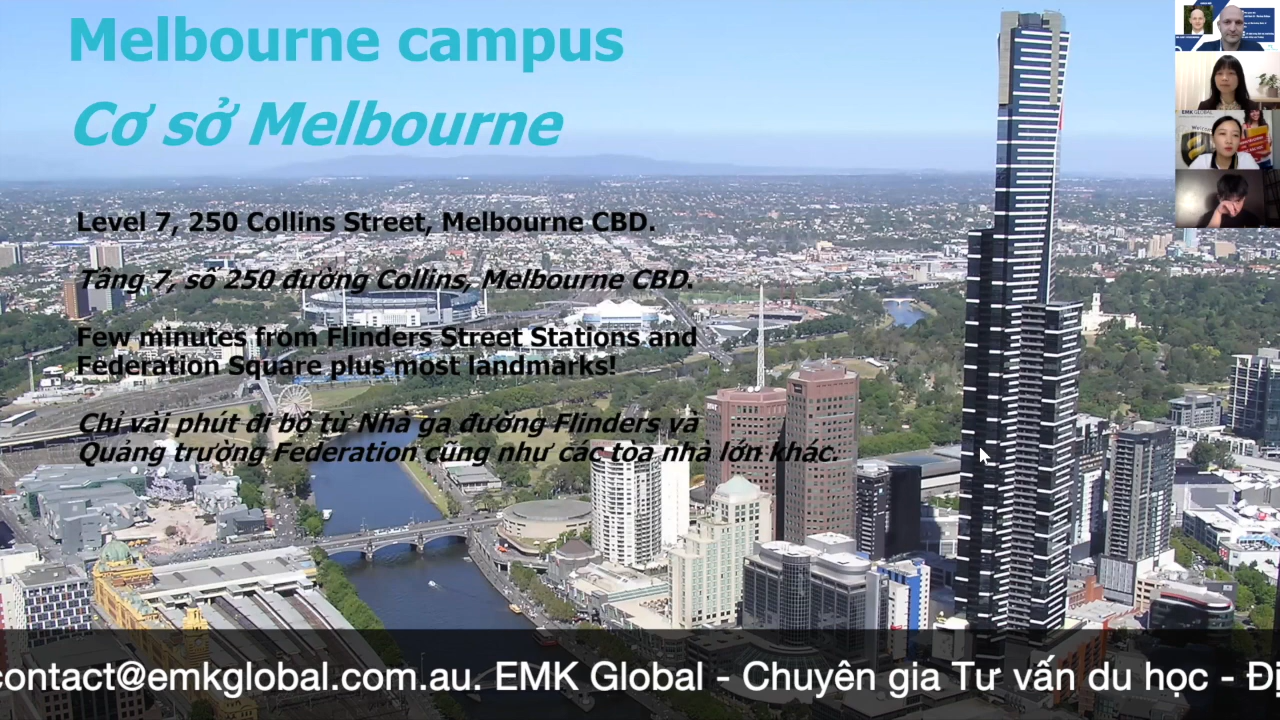 Melbourne campus
Cơ sở Melbourne
Level 7, 250 Collins Street, Melbourne CBD.
Tầng 7, số 250 đường Collins, Melbourne CBD.
Few minutes from Flinders Street Stations and
Federation Square plus most landmarks!
Chỉ vài phút đi bộ từ Nhà ga đường Flinders và
Quảng trường Federation cũng như các tòa nhà lớn khác.
EMK GLOBAL
contact@emkglobal.com.au. EMK Global - Chuyên gia Tư vấn du học -